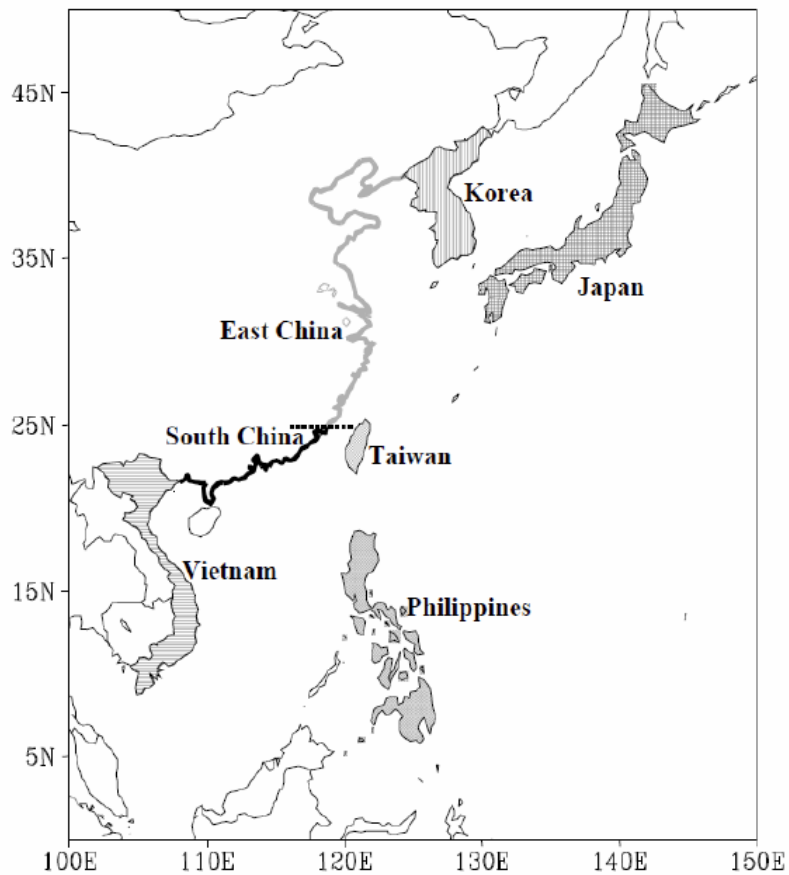 45N
Korea
35N
Japan
East China
25N
South China
Taiwan
Vietnam
15N
Philippines
5N
100E 110E 120E 130E 140E 150E